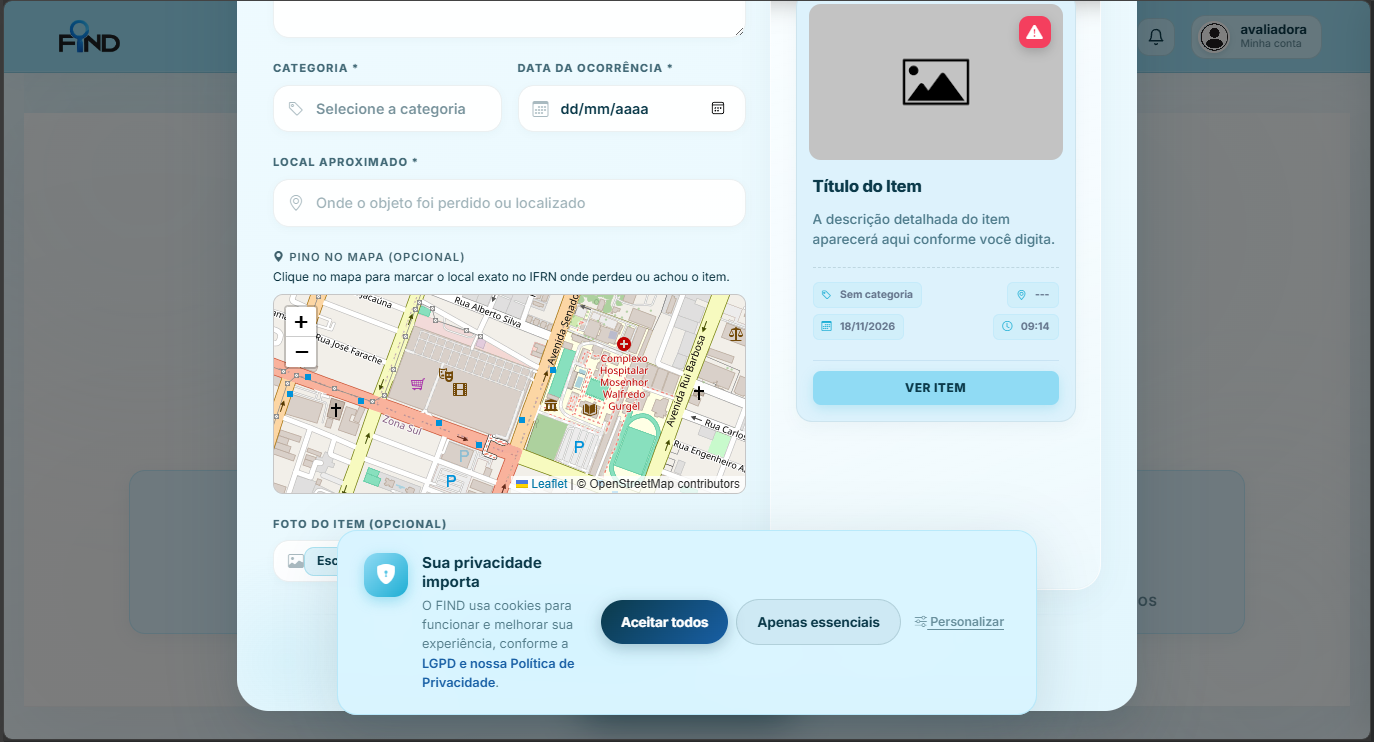 FIND
avaliadora
Minha conta
CATEGORIA *
DATA DA OCORRÊNCIA *
Selecione a categoria
dd/mm/aaaa
LOCAL APROXIMADO *
Onde o objeto foi perdido ou localizado
PINO NO MAPA (OPCIONAL)
Clique no mapa para marcar o local exato no IFRN onde perdeu ou achou o item.
+
−
Rua Alberto Silva
Rua José Farache
Avenida Senado
Complexo
Hospitalar
Mosenhor
Walfredo
Gurgel
Avenida Rui Barbosa
Zona Sul
Rua Carlos
Rua Engenheiro A.
P
P
P
Leaflet | © OpenStreetMap contributors
FOTO DO ITEM (OPCIONAL)
Esc
Título do Item
A descrição detalhada do item
aparecerá aqui conforme você digita.
Sem categoria
---
18/11/2026
09:14
VER ITEM
OS
Sua privacidade
importa
O FIND usa cookies para
funcionar e melhorar sua
experiência, conforme a
LGPD e nossa Política de
Privacidade.
Aceitar todos
Apenas essenciais
Personalizar